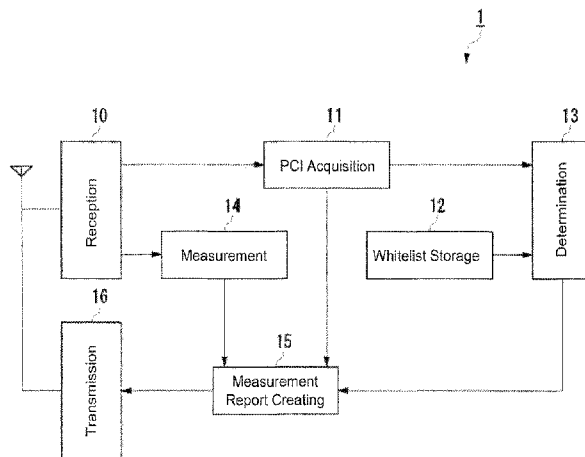 1
10
11
13
PCI Acquisition
Reception
Determination
14
12
Measurement
Whitelist Storage
16
15
Transmission
Measurement
Report Creating